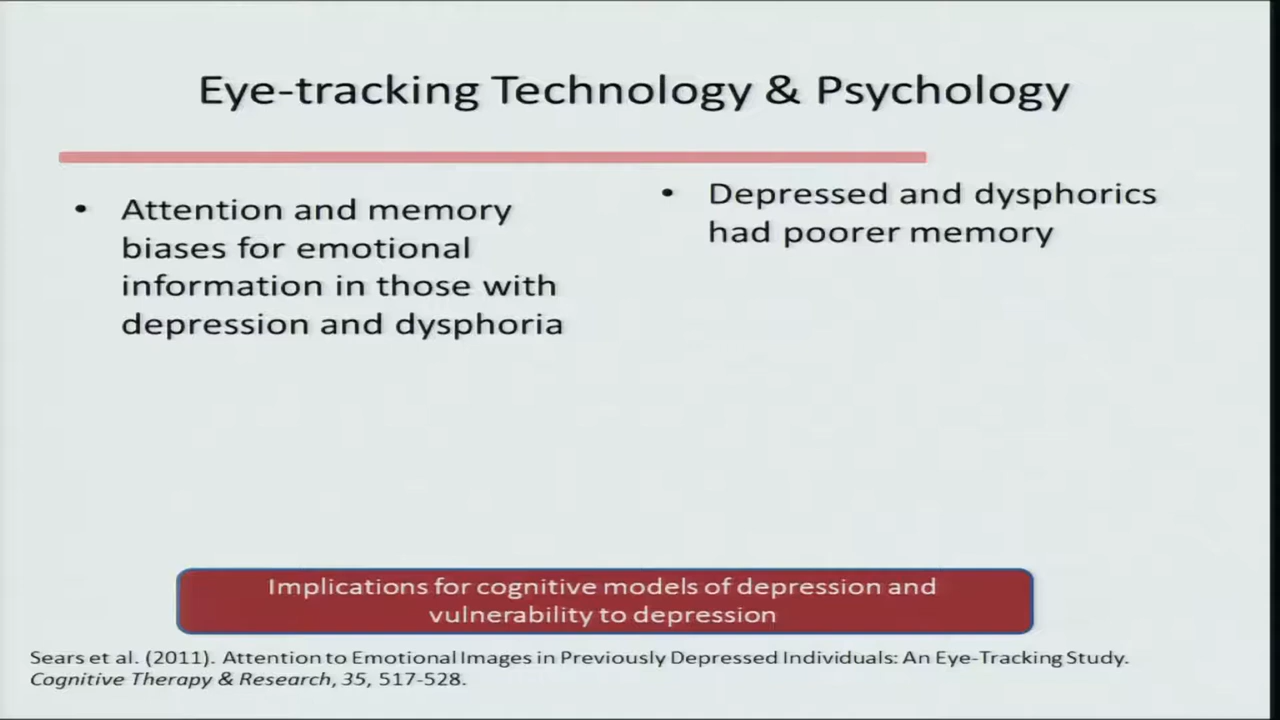 Eye-tracking Technology & Psychology
• Attention and memory
biases for emotional
information in those with
depression and dysphoria
• Depressed and dysphorics
had poorer memory
Implications for cognitive models of depression and
vulnerability to depression
Sears et al. (2011). Attention to Emotional Images in Previously Depressed Individuals: An Eye-Tracking Study.
Cognitive Therapy & Research, 35, 517-528.